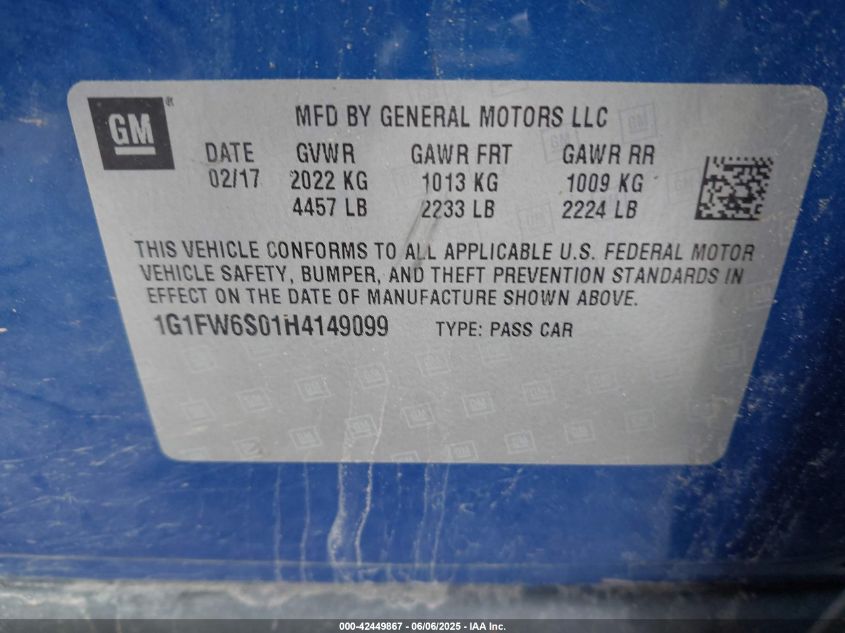 GM
MFD BY GENERAL MOTORS LLC
DATE GVWR GAWR FRT GAWR RR
02/17 2022 KG 1013 KG 1009 KG
4457 LB 2233 LB 2224 LB
THIS VEHICLE CONFORMS TO ALL APPLICABLE U.S. FEDERAL MOTOR
VEHICLE SAFETY, BUMPER, AND THEFT PREVENTION STANDARDS IN
EFFECT ON THE DATE OF MANUFACTURE SHOWN ABOVE.
1G1FW6S01H4149099 TYPE: PASS CAR
000-42449867 - 06/06/2025 - IAA Inc.